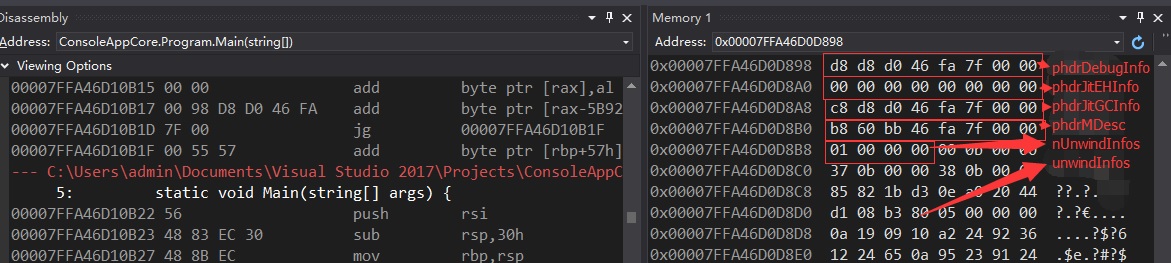 Disassembly
Address: ConsoleAppCore.Program.Main(string[])
Viewing Options
00007FFA46D10B15 00 00 add byte ptr [rax],al
00007FFA46D10B17 00 98 D8 D0 46 FA add byte ptr [rax-5B92
00007FFA46D10B1D 7F 00 jg 00007FFA46D10B1F
00007FFA46D10B1F 00 55 57 add byte ptr [rbp+57h]
--- C:\Users\admin\Documents\Visual Studio 2017\Projects\ConsoleAppC
5: static void Main(string[] args) {
00007FFA46D10B22 56 push rsi
00007FFA46D10B23 48 83 EC 30 sub rsp,30h
00007FFA46D10B27 48 8B EC mov rbp,rsp
Memory 1
Address: 0x00007FFA46D0D898
0x00007FFA46D0D898 d8 d8 d0 46 fa 7f 00 00 phdrDebugInfo
0x00007FFA46D0D8A0 00 00 00 00 00 00 00 00 phdrJitEHInfo
0x00007FFA46D0D8A8 c8 d8 d0 46 fa 7f 00 00 phdrJitGCInfo
0x00007FFA46D0D8B0 b8 60 bb 46 fa 7f 00 00 phdrMDesc
0x00007FFA46D0D8B8 01 00 00 00 00 0b 00 00 nUnwindInfos
0x00007FFA46D0D8C0 37 0b 00 00 38 0b 00 unwindInfos
0x00007FFA46D0D8C8 85 82 1b d3 0e a0 20 44 ??.?.
0x00007FFA46D0D8D0 d1 08 b3 80 05 00 00 00 ?.?€....
0x00007FFA46D0D8D8 0a 19 09 10 a2 24 92 36 ....?$?6
0x00007FFA46D0D8E0 12 24 65 0a 95 23 91 24 .$e.?#?$